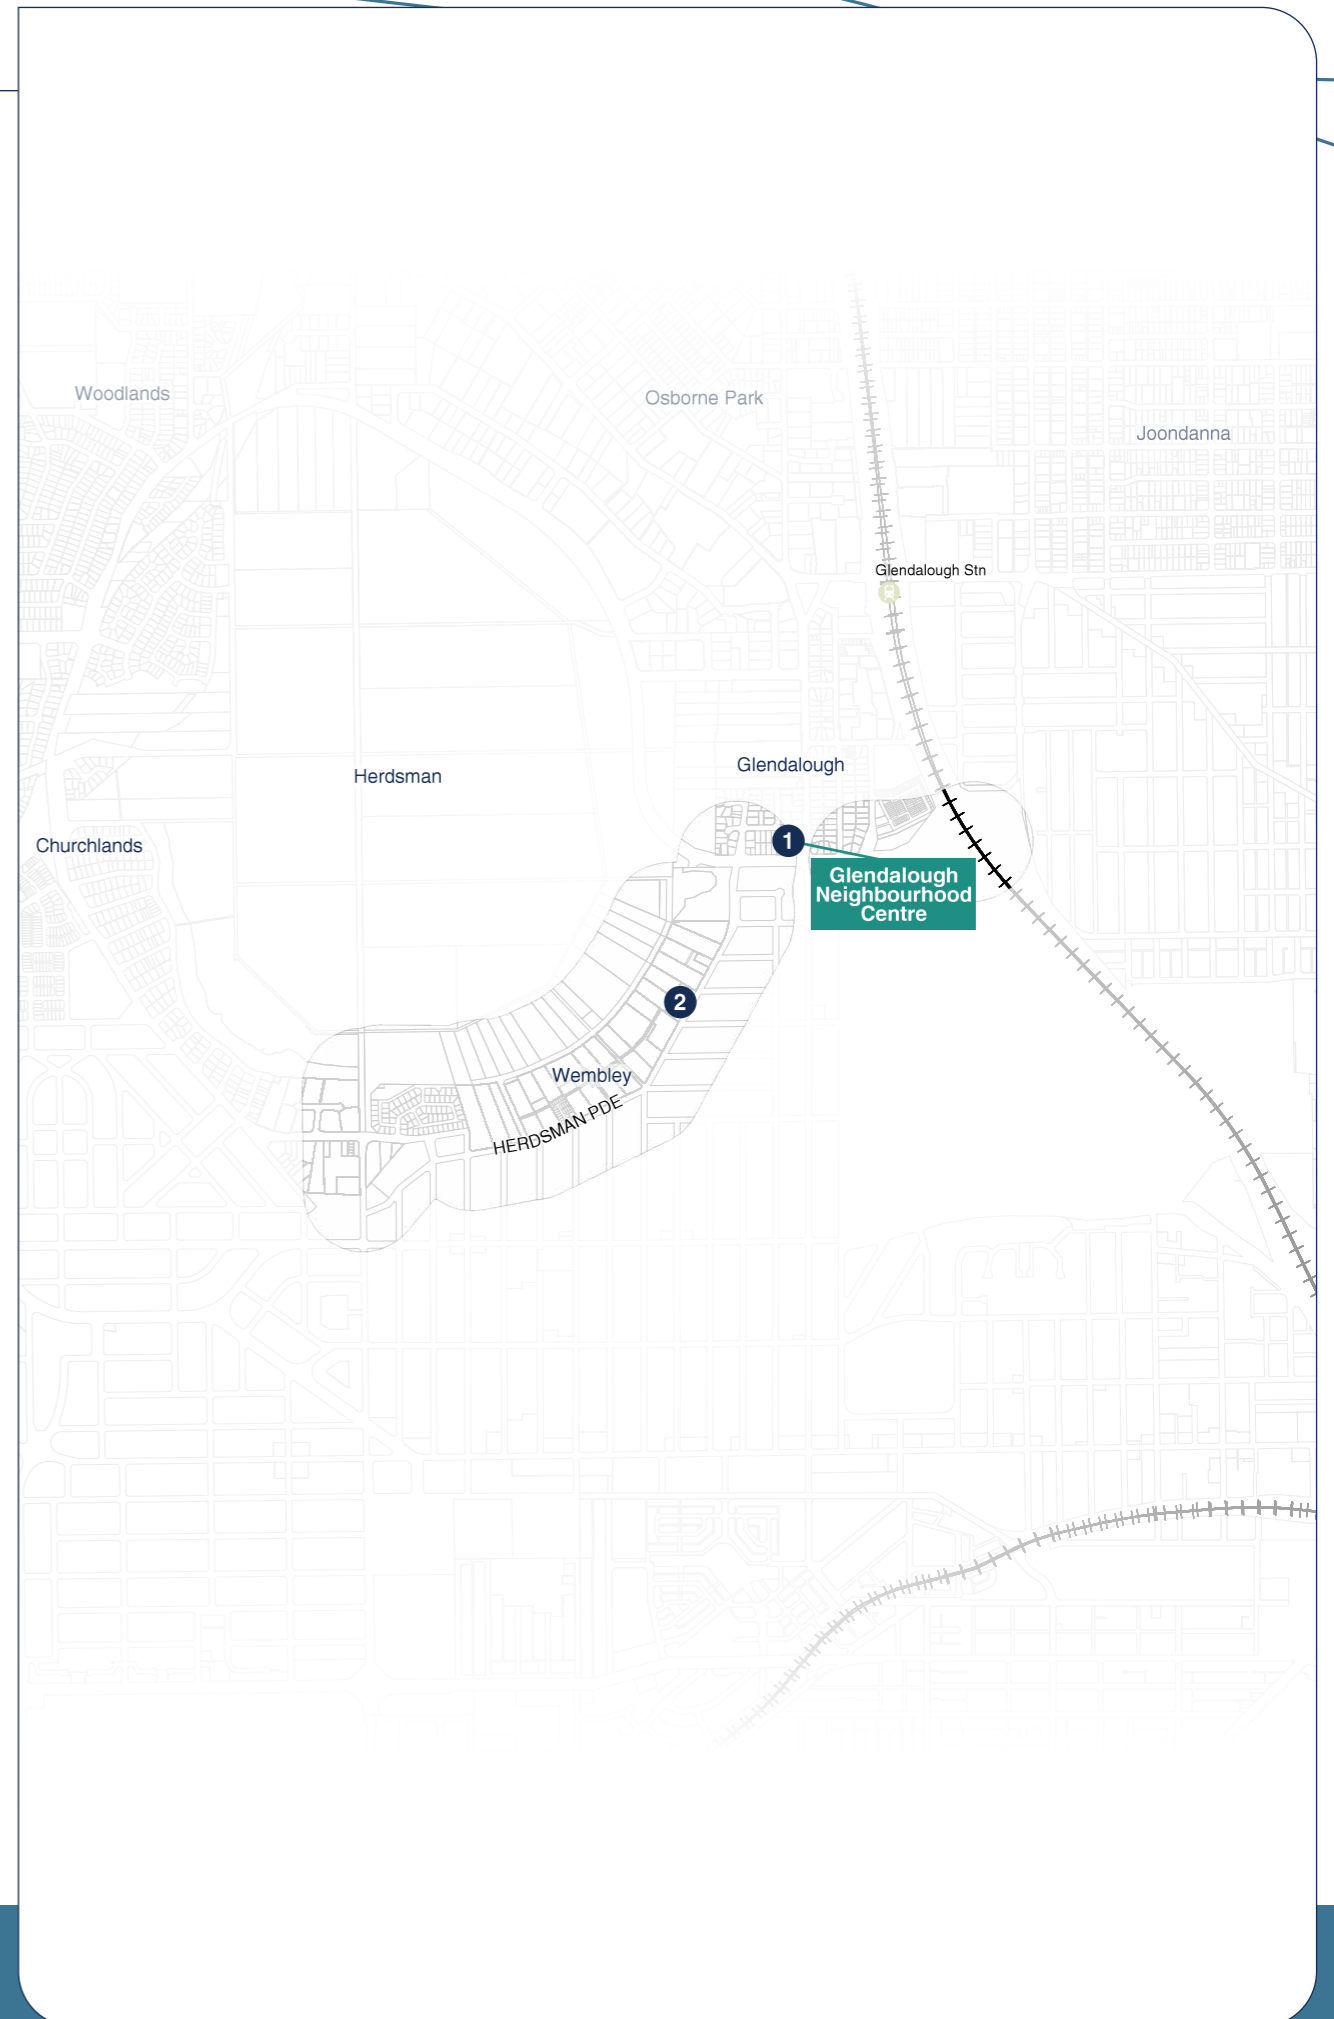 Woodlands
Osborne Park
Joondanna
Glendalough Stn
Glendalough
Herdsman
Churchlands
1
Glendalough
Neighbourhood
Centre
2
Wembley
HERDSMAN PDE